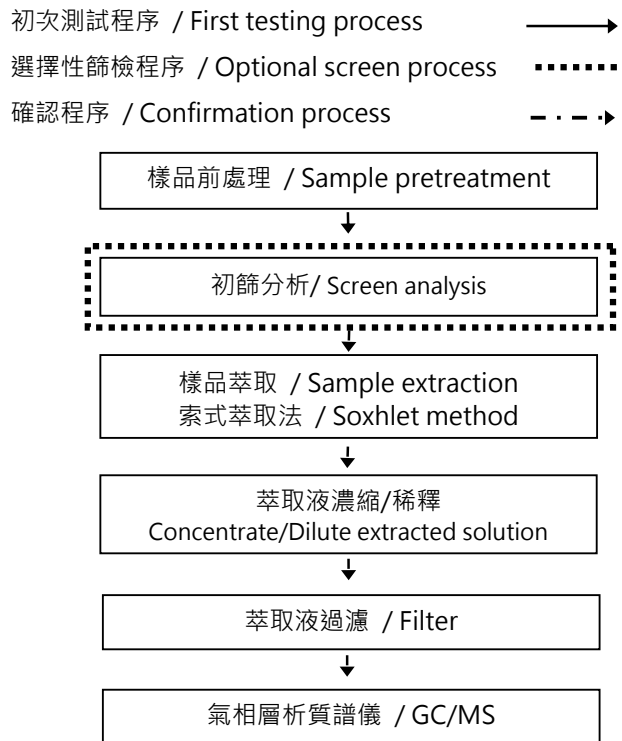 初次測試程序 / First testing process
選擇性篩檢程序 / Optional screen process
確認程序 / Confirmation process
樣品前處理 / Sample pretreatment
初篩分析/ Screen analysis
樣品萃取 / Sample extraction
索式萃取法 / Soxhlet method
萃取液濃縮/稀釋
Concentrate/Dilute extracted solution
萃取液過濾 / Filter
氣相層析質譜儀 / GC/MS